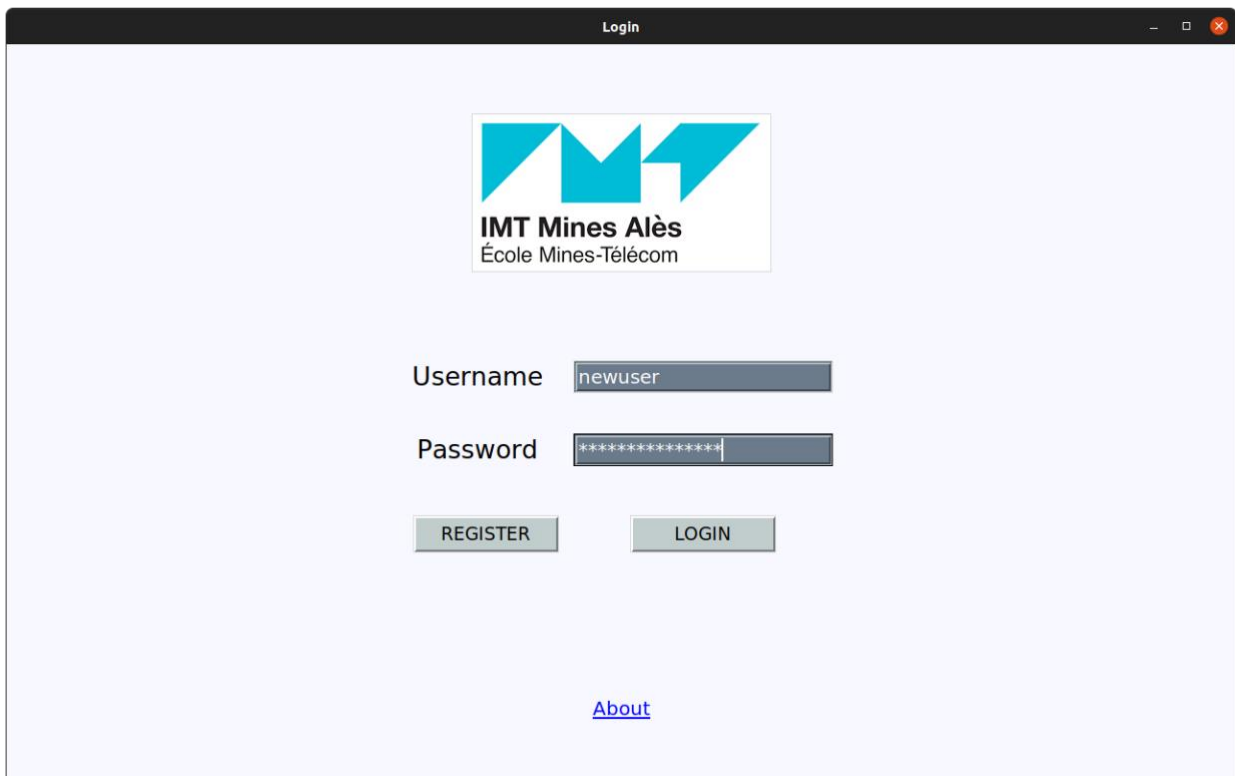 Login
IMT Mines Alès
École Mines-Télécom
Username newuser
Password ***************
REGISTER LOGIN
About